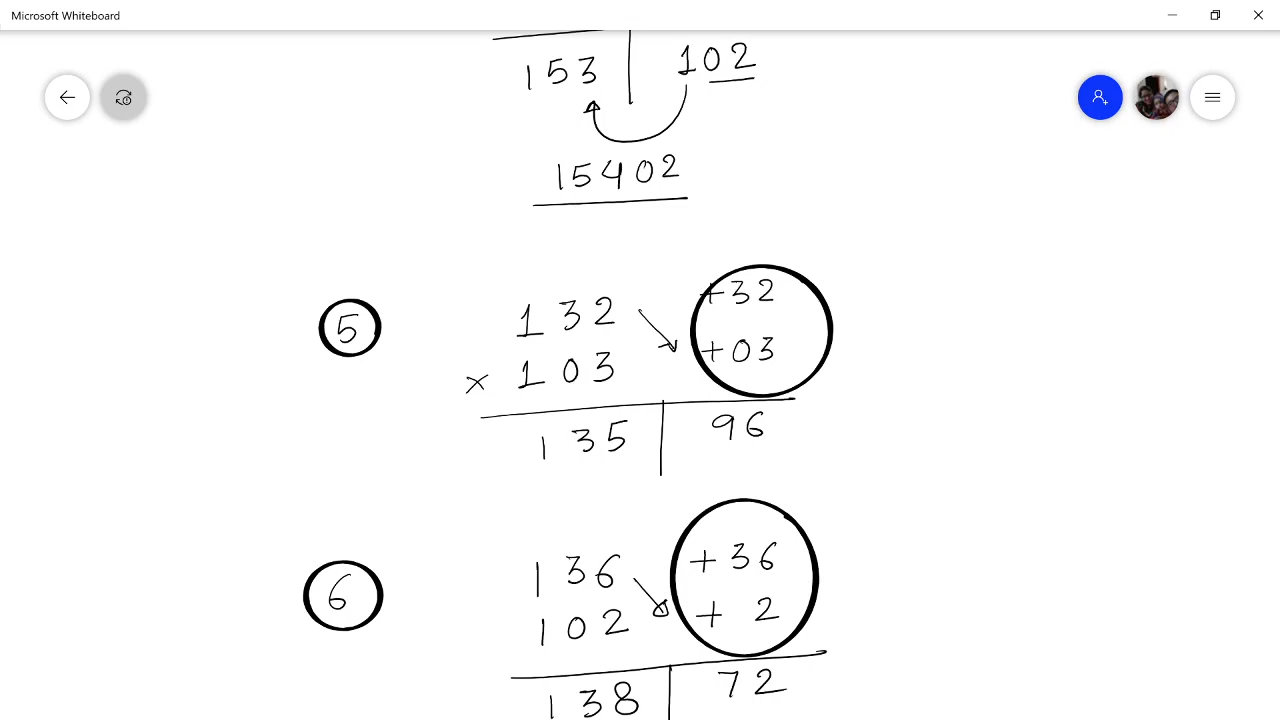 Microsoft Whiteboard
153 | 102
15402
5
132 +32
× 103 +03
135 | 96
6
136 +36
102 + 2
138 | 72